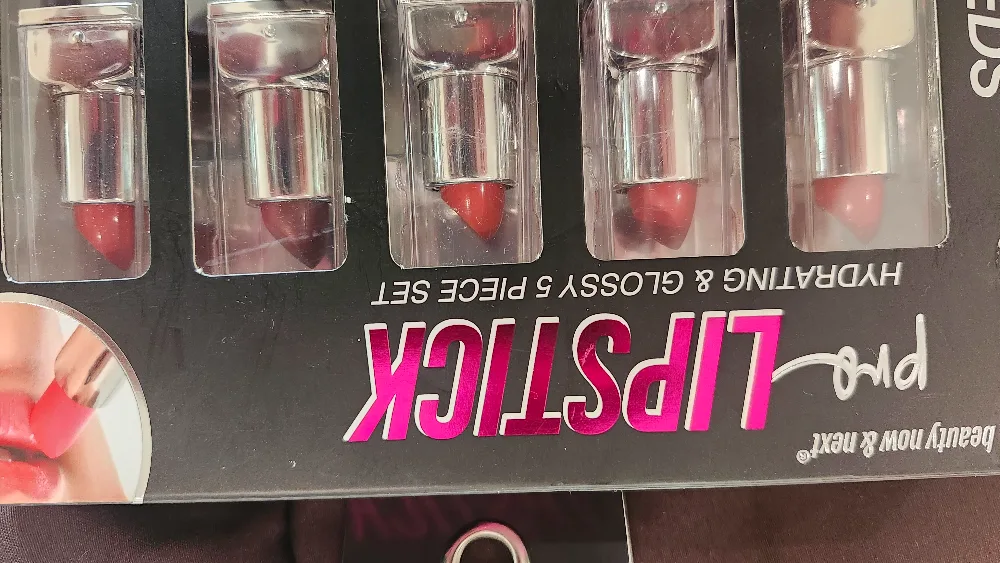 beauty now & next®
pro LIPSTICK
HYDRATING & GLOSSY 5 PIECE SET
EDS